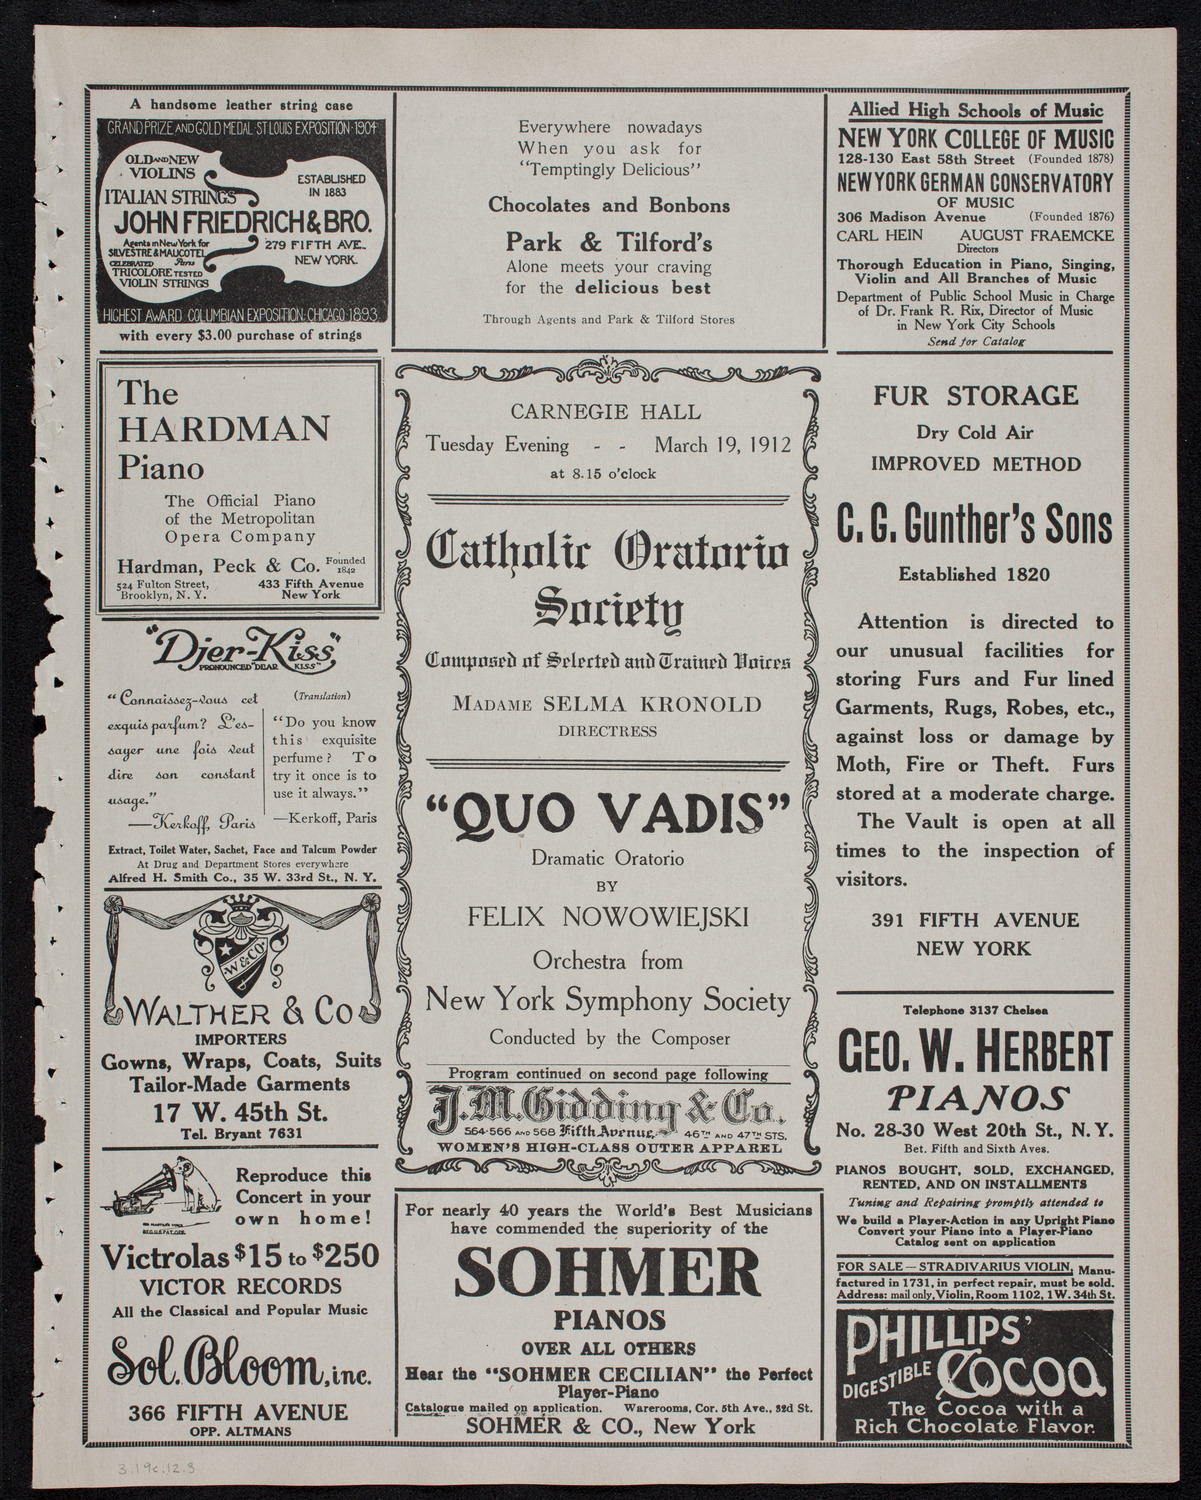 A handsome leather string case
GRAND PRIZE AND GOLD MEDAL·ST LOUIS EXPOSITION·1904
OLD AND NEW
VIOLINS
ESTABLISHED
IN 1883
ITALIAN STRINGS
JOHN FRIEDRICH & BRO.
Agents in New York for
SILVESTRE & MAUCOTEL
CELEBRATED Paris
TRICOLORE TESTED
VIOLIN STRINGS
279 FIFTH AVE.
NEW YORK.
HIGHEST AWARD COLUMBIAN EXPOSITION: CHICAGO: 1893
with every $3.00 purchase of strings
The
HARDMAN
Piano
The Official Piano
of the Metropolitan
Opera Company
Hardman, Peck & Co. Founded 1842
524 Fulton Street, 433 Fifth Avenue
Brooklyn, N. Y. New York
"Djer-Kiss"
PRONOUNCED "DEAR KISS"
"Connaissez-vous cet
exquis parfum? L'es-
sayer une fois veut
dire son constant
usage."
—Kerkoff, Paris
(Translation)
"Do you know
this exquisite
perfume? To
try it once is to
use it always."
—Kerkoff, Paris
Extract, Toilet Water, Sachet, Face and Talcum Powder
At Drug and Department Stores everywhere
Alfred H. Smith Co., 35 W. 33rd St., N. Y.
W & CO.
WALTHER & CO
IMPORTERS
Gowns, Wraps, Coats, Suits
Tailor-Made Garments
17 W. 45th St.
Tel. Bryant 7631
HIS MASTER'S VOICE
REG. U.S. PAT. OFF.
Reproduce this
Concert in your
own home!
Victrolas $15 to $250
VICTOR RECORDS
All the Classical and Popular Music
Sol. Bloom, inc.
366 FIFTH AVENUE
OPP. ALTMANS
Everywhere nowadays
When you ask for
"Temptingly Delicious"
Chocolates and Bonbons
Park & Tilford's
Alone meets your craving
for the delicious best
Through Agents and Park & Tilford Stores
CARNEGIE HALL
Tuesday Evening - - March 19, 1912
at 8.15 o'clock
Catholic Oratorio
Society
Composed of Selected and Trained Voices
MADAME SELMA KRONOLD
DIRECTRESS
"QUO VADIS"
Dramatic Oratorio
BY
FELIX NOWOWIEJSKI
Orchestra from
New York Symphony Society
Conducted by the Composer
Program continued on second page following
J. M. Gidding & Co.
564-566 AND 568 Fifth Avenue, 46TH AND 47TH STS.
WOMEN'S HIGH-CLASS OUTER APPAREL
For nearly 40 years the World's Best Musicians
have commended the superiority of the
SOHMER
PIANOS
OVER ALL OTHERS
Hear the "SOHMER CECILIAN" the Perfect
Player-Piano
Catalogue mailed on application. Warerooms, Cor. 5th Ave., 32d St.
SOHMER & CO., New York
Allied High Schools of Music
NEW YORK COLLEGE OF MUSIC
128-130 East 58th Street (Founded 1878)
NEW YORK GERMAN CONSERVATORY
OF MUSIC
306 Madison Avenue (Founded 1876)
CARL HEIN AUGUST FRAEMCKE
Directors
Thorough Education in Piano, Singing,
Violin and All Branches of Music
Department of Public School Music in Charge
of Dr. Frank R. Rix, Director of Music
in New York City Schools
Send for Catalog
FUR STORAGE
Dry Cold Air
IMPROVED METHOD
C. G. Gunther's Sons
Established 1820
Attention is directed to
our unusual facilities for
storing Furs and Fur lined
Garments, Rugs, Robes, etc.,
against loss or damage by
Moth, Fire or Theft. Furs
stored at a moderate charge.
The Vault is open at all
times to the inspection of
visitors.
391 FIFTH AVENUE
NEW YORK
Telephone 3137 Chelsea
GEO. W. HERBERT
PIANOS
No. 28-30 West 20th St., N. Y.
Bet. Fifth and Sixth Aves.
PIANOS BOUGHT, SOLD, EXCHANGED,
RENTED, AND ON INSTALLMENTS
Tuning and Repairing promptly attended to
We build a Player-Action in any Upright Piano
Convert your Piano into a Player-Piano
Catalog sent on application
FOR SALE—STRADIVARIUS VIOLIN, Manu-
factured in 1731, in perfect repair, must be sold.
Address: mail only, Violin, Room 1102, 1 W. 34th St.
PHILLIPS'
DIGESTIBLE COCOA
The Cocoa with a
Rich Chocolate Flavor.
3.19e.12.3